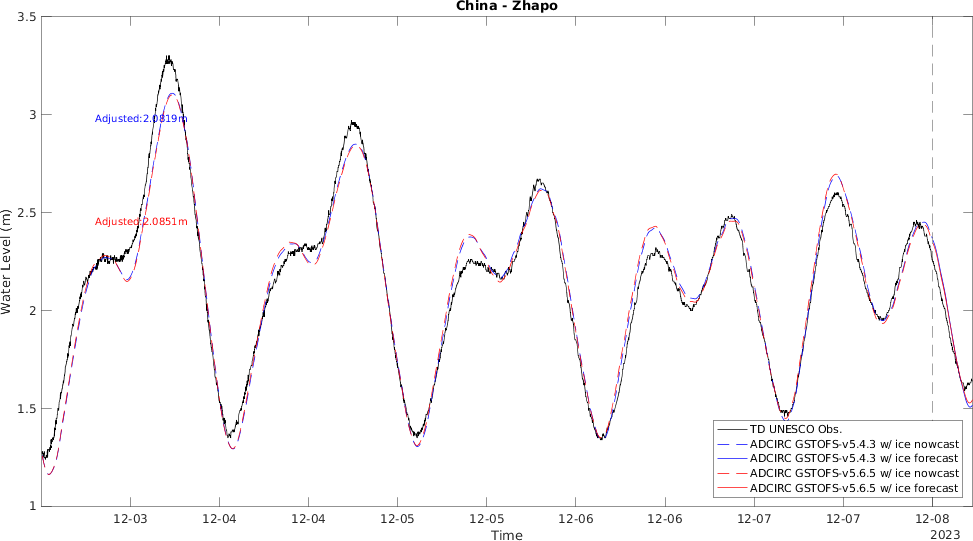 China - Zhapo
3.5
3
2.5
2
1.5
1
Water Level (m)
Adjusted:2.0819m
Adjusted:2.0851m
TD UNESCO Obs.
ADCIRC GSTOFS-v5.4.3 w/ ice nowcast
ADCIRC GSTOFS-v5.4.3 w/ ice forecast
ADCIRC GSTOFS-v5.6.5 w/ ice nowcast
ADCIRC GSTOFS-v5.6.5 w/ ice forecast
12-03 12-04 12-04 12-05 12-05 12-06 12-06 12-07 12-07 12-08
2023
Time